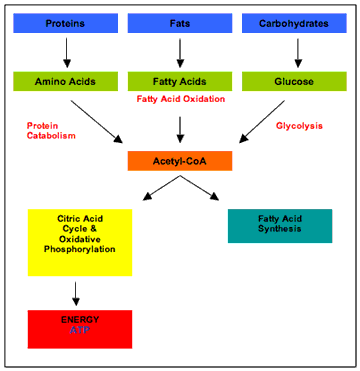 Proteins
Fats
Carbohydrates
Amino Acids
Fatty Acids
Glucose
Fatty Acid Oxidation
Protein
Catabolism
Glycolysis
Acetyl-CoA
Citric Acid
Cycle &
Oxidative
Phosphorylation
Fatty Acid
Synthesis
ENERGY
ATP